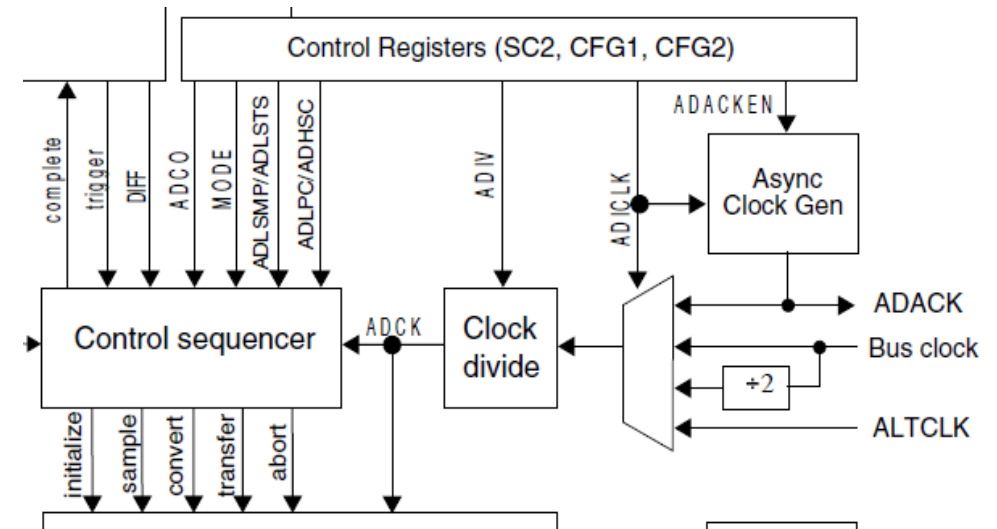 Control Registers (SC2, CFG1, CFG2)
ADACKEN
complete
trigger
DIFF
ADCO
MODE
ADLSMP/ADLSTS
ADLPC/ADHSC
ADIV
ADICLK
Async
Clock Gen
ADACK
Control sequencer
ADCK
Clock
divide
Bus clock
÷2
ALTCLK
initialize
sample
convert
transfer
abort